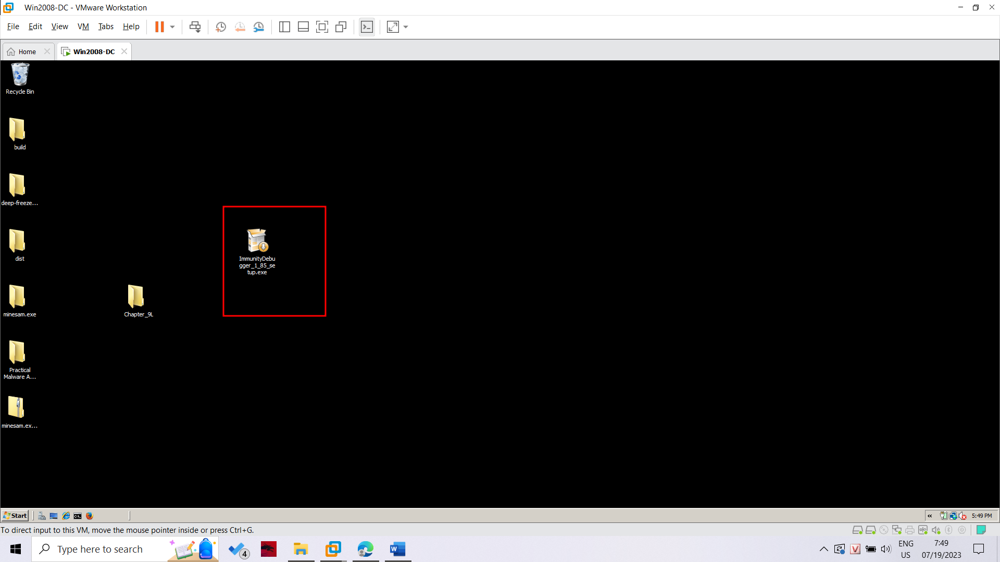 Win2008-DC - VMware Workstation
File Edit View VM Tabs Help
Home Win2008-DC
Recycle Bin
build
deep-freeze...
dist
ImmunityDebu
gger_1_85_se
tup.exe
minesam.exe
Chapter_9L
Practical
Malware A...
minesam.ex...
Start
5:49 PM
To direct input to this VM, move the mouse pointer inside or press Ctrl+G.
Type here to search
4
W
V
ENG
US
7:49
07/19/2023